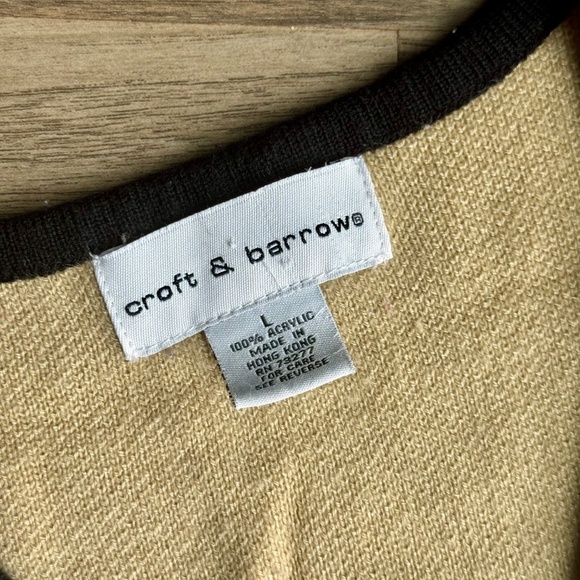 croft & barrow®
L
100% ACRYLIC
MADE IN
HONG KONG
RN 73277
FOR CARE
SEE REVERSE